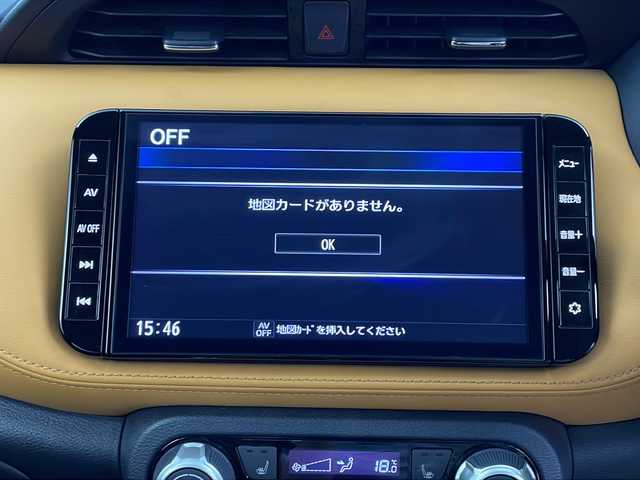 OFF
地図カードがありません。
OK
15:46
AV OFF 地図ｶｰﾄﾞを挿入してください
AV
AV OFF
メニュー
現在地
音量＋
音量－
18℃